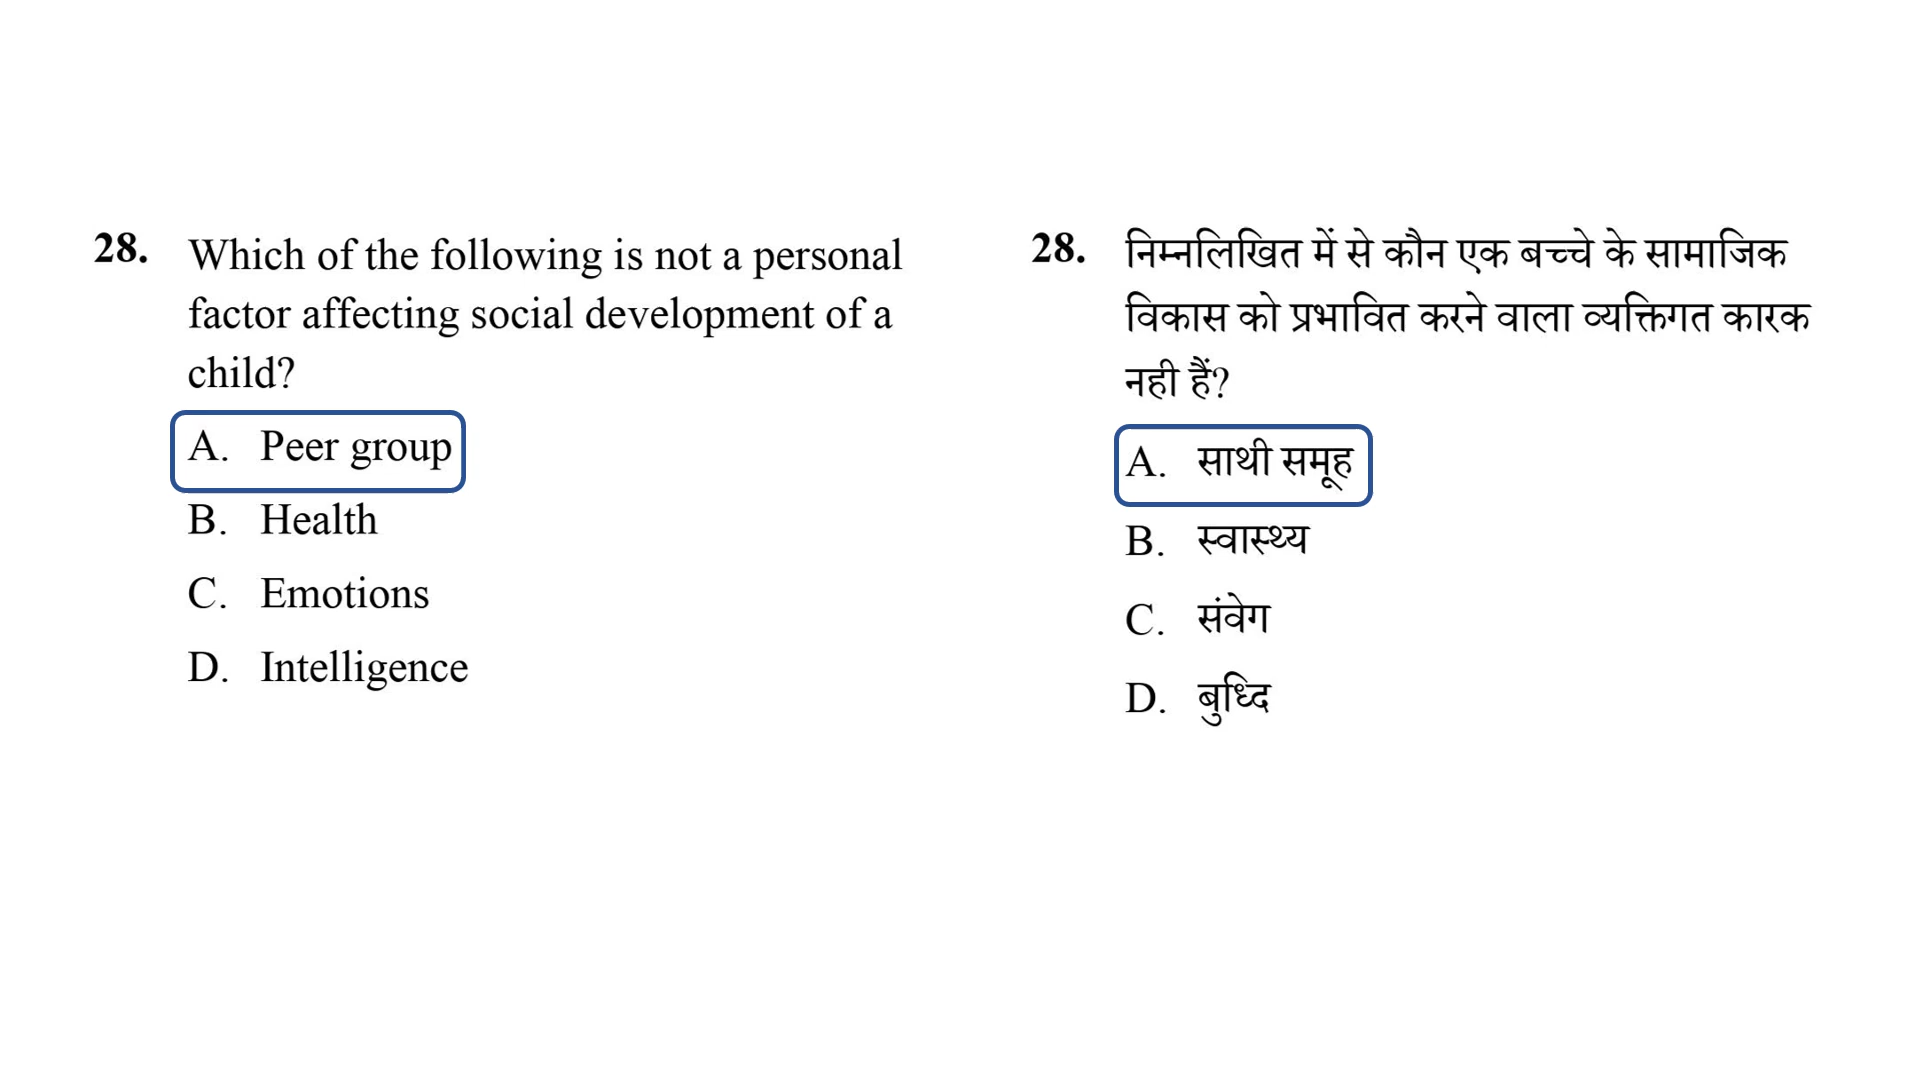 28. Which of the following is not a personal
factor affecting social development of a
child?
A. Peer group
B. Health
C. Emotions
D. Intelligence
28. निम्नलिखित में से कौन एक बच्चे के सामाजिक
विकास को प्रभावित करने वाला व्यक्तिगत कारक
नही हैं?
A. साथी समूह
B. स्वास्थ्य
C. संवेग
D. बुध्दि